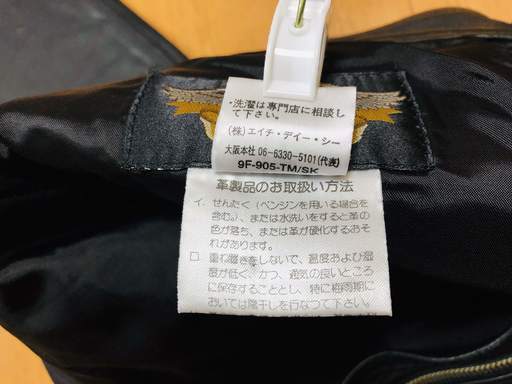 ・洗濯は専門店に相談し
て下さい。
(株)エイチ・デイー・シー
大阪本社 06-6330-5101(代表)
9F-905-TM/SK
革製品のお取扱い方法
イ. せんたく(ベンジンを用いる場合を
含む。)、または水洗いをすると革の
色が落ち、または革が硬化するおそ
れがあります。
ロ. 重ね置きをしないで、温度および湿
度が低く、かつ、通気の良いところ
に保存することとし、特に梅雨期に
おいては陰干しを行なつて下さい。